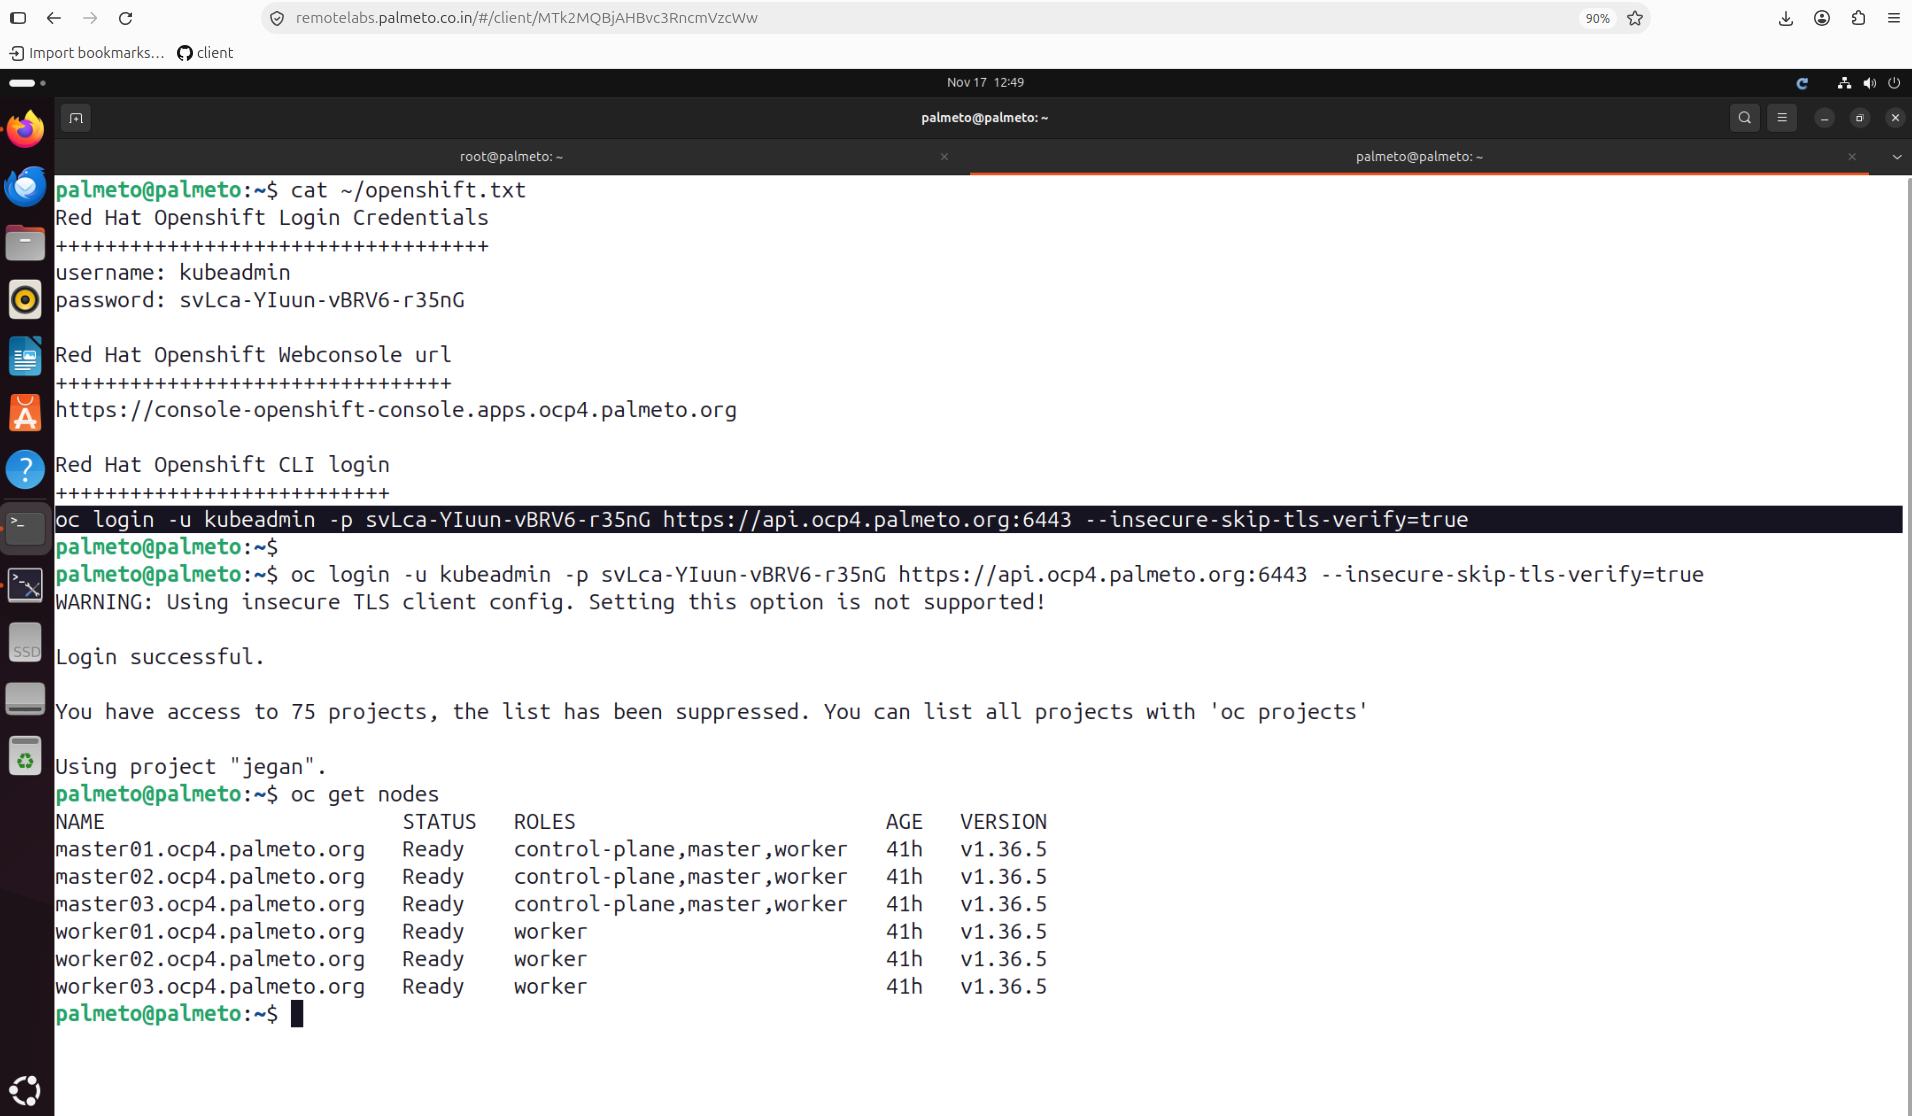 remotelabs.palmeto.co.in/#/client/MTk2MQBjAHBvc3RncmVzcWw
90%
Import bookmarks…
client
Nov 17 12:49
palmeto@palmeto: ~
root@palmeto: ~
palmeto@palmeto: ~
palmeto@palmeto:~$ cat ~/openshift.txt
Red Hat Openshift Login Credentials
+++++++++++++++++++++++++++++++++++
username: kubeadmin
password: svLca-YIuun-vBRV6-r35nG
Red Hat Openshift Webconsole url
++++++++++++++++++++++++++++++++
https://console-openshift-console.apps.ocp4.palmeto.org
Red Hat Openshift CLI login
+++++++++++++++++++++++++++
oc login -u kubeadmin -p svLca-YIuun-vBRV6-r35nG https://api.ocp4.palmeto.org:6443 --insecure-skip-tls-verify=true
palmeto@palmeto:~$
palmeto@palmeto:~$ oc login -u kubeadmin -p svLca-YIuun-vBRV6-r35nG https://api.ocp4.palmeto.org:6443 --insecure-skip-tls-verify=true
WARNING: Using insecure TLS client config. Setting this option is not supported!
Login successful.
You have access to 75 projects, the list has been suppressed. You can list all projects with 'oc projects'
Using project "jegan".
palmeto@palmeto:~$ oc get nodes
NAME STATUS ROLES AGE VERSION
master01.ocp4.palmeto.org Ready control-plane,master,worker 41h v1.36.5
master02.ocp4.palmeto.org Ready control-plane,master,worker 41h v1.36.5
master03.ocp4.palmeto.org Ready control-plane,master,worker 41h v1.36.5
worker01.ocp4.palmeto.org Ready worker 41h v1.36.5
worker02.ocp4.palmeto.org Ready worker 41h v1.36.5
worker03.ocp4.palmeto.org Ready worker 41h v1.36.5
palmeto@palmeto:~$
SSD